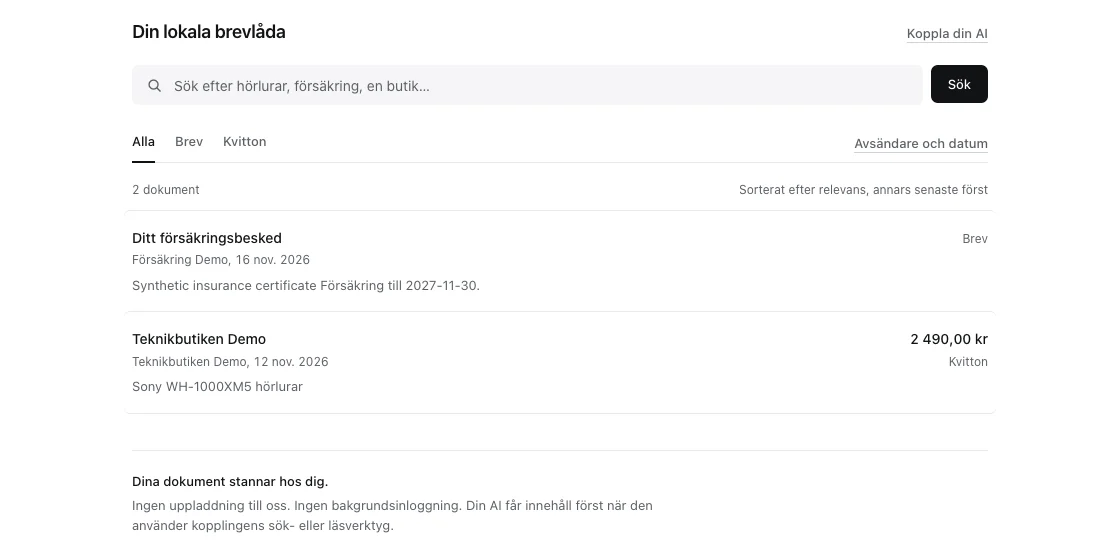 Din lokala brevlåda
Koppla din AI
Sök efter hörlurar, försäkring, en butik...
Sök
Alla Brev Kvitton
Avsändare och datum
2 dokument
Sorterat efter relevans, annars senaste först
Ditt försäkringsbesked
Brev
Försäkring Demo, 16 nov. 2026
Synthetic insurance certificate Försäkring till 2027-11-30.
Teknikbutiken Demo
2 490,00 kr
Teknikbutiken Demo, 12 nov. 2026
Kvitton
Sony WH-1000XM5 hörlurar
Dina dokument stannar hos dig.
Ingen uppladdning till oss. Ingen bakgrundsinloggning. Din AI får innehåll först när den
använder kopplingens sök- eller läsverktyg.